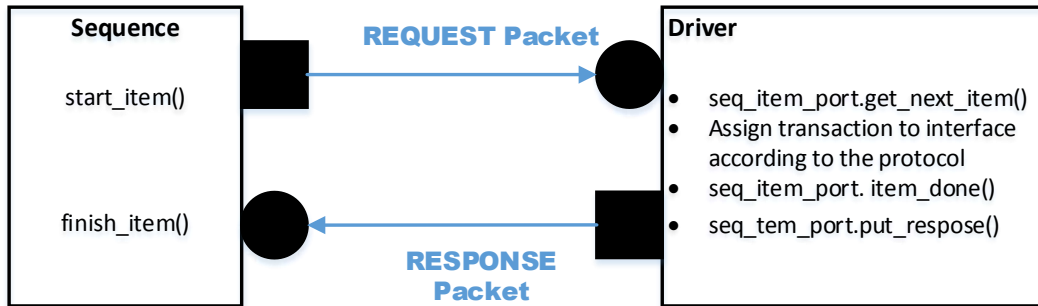 Sequence
start_item()
finish_item()
REQUEST Packet
RESPONSE
Packet
Driver
• seq_item_port.get_next_item()
• Assign transaction to interface
according to the protocol
• seq_item_port. item_done()
• seq_tem_port.put_respose()